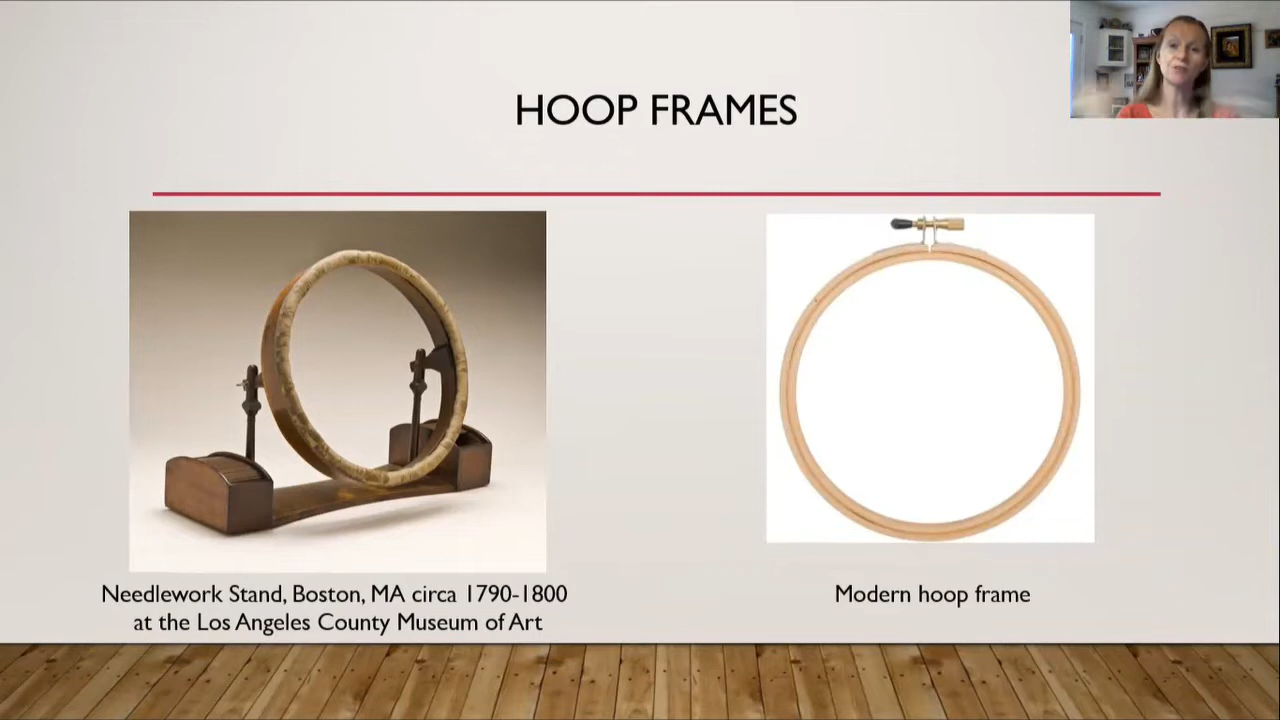 HOOP FRAMES
Needlework Stand, Boston, MA circa 1790-1800
at the Los Angeles County Museum of Art
Modern hoop frame